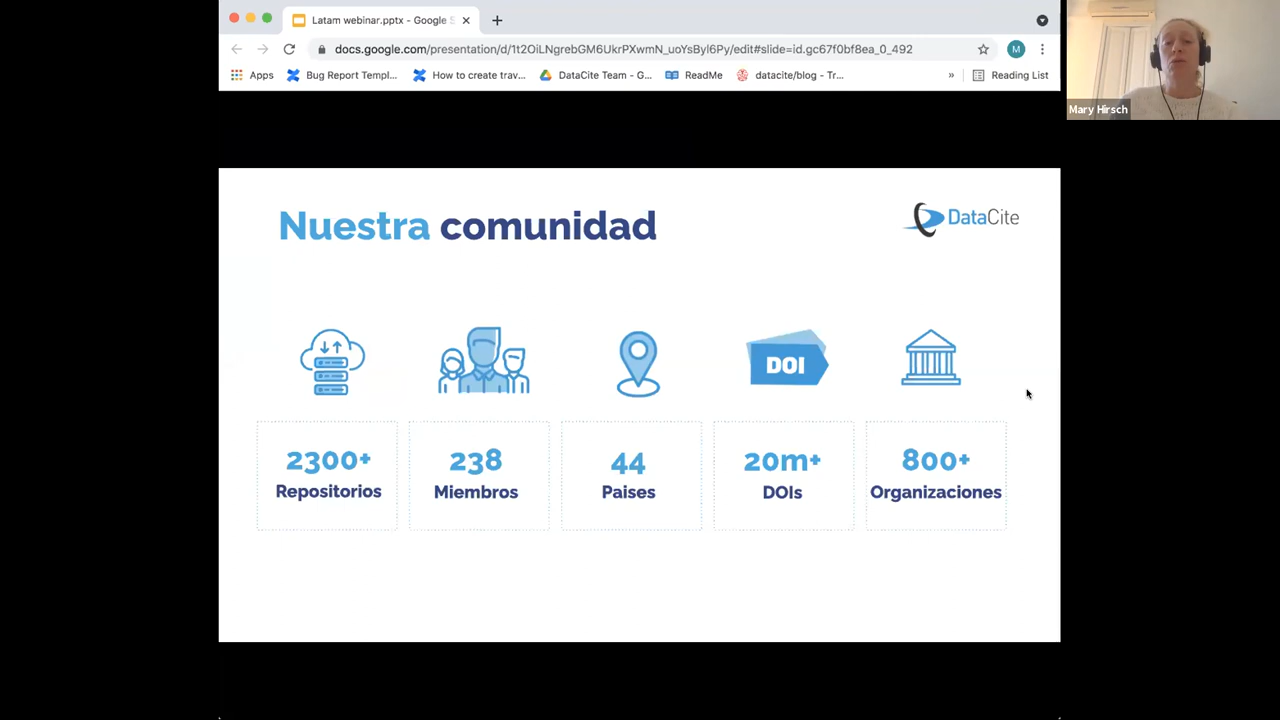 Latam webinar.pptx - Google S
docs.google.com/presentation/d/1t2OiLNgrebGM6UkrPXwmN_uoYsByl6Py/edit#slide=id.gc67f0bf8ea_0_492
M
Apps
Bug Report Templ...
How to create trav...
DataCite Team - G...
ReadMe
datacite/blog - Tr...
»
Reading List
Mary Hirsch
Nuestra comunidad
DataCite
DOI
2300+
Repositorios
238
Miembros
44
Paises
20m+
DOIs
800+
Organizaciones